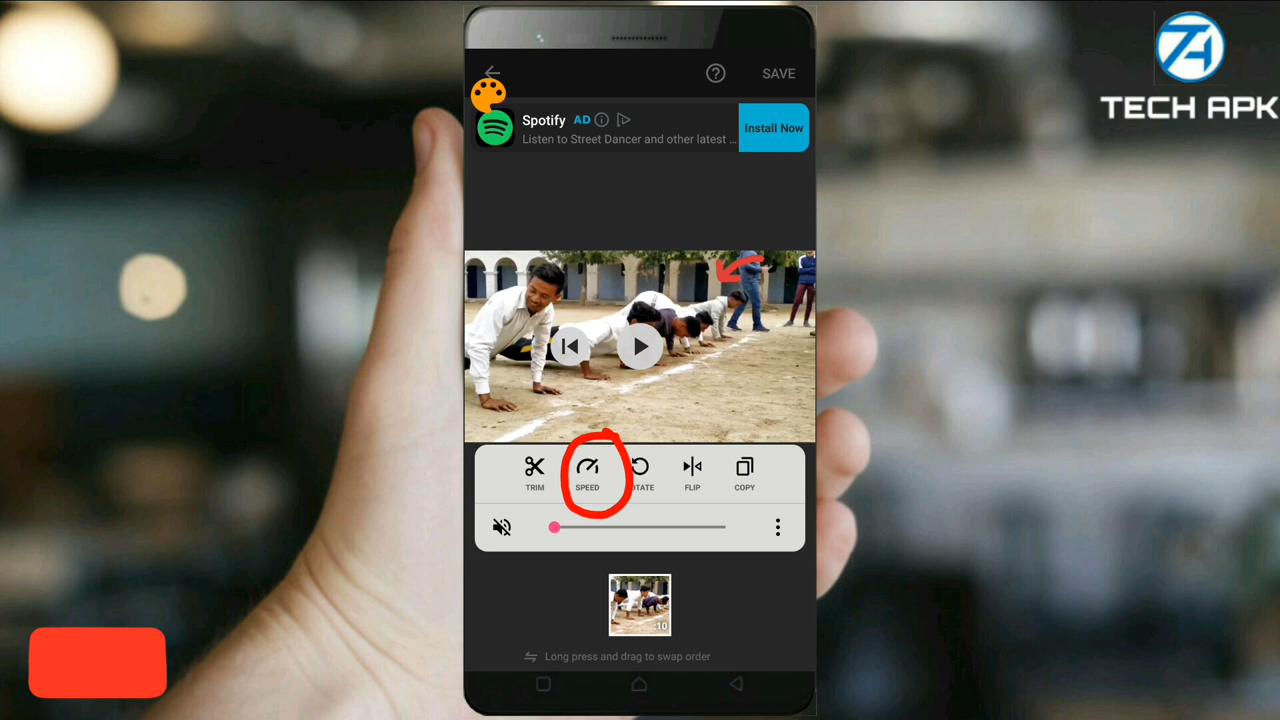 SAVE
Spotify AD
Listen to Street Dancer and other latest ...
Install Now
TECH APK
TRIM
SPEED
OTATE
FLIP
COPY
:10
Long press and drag to swap order